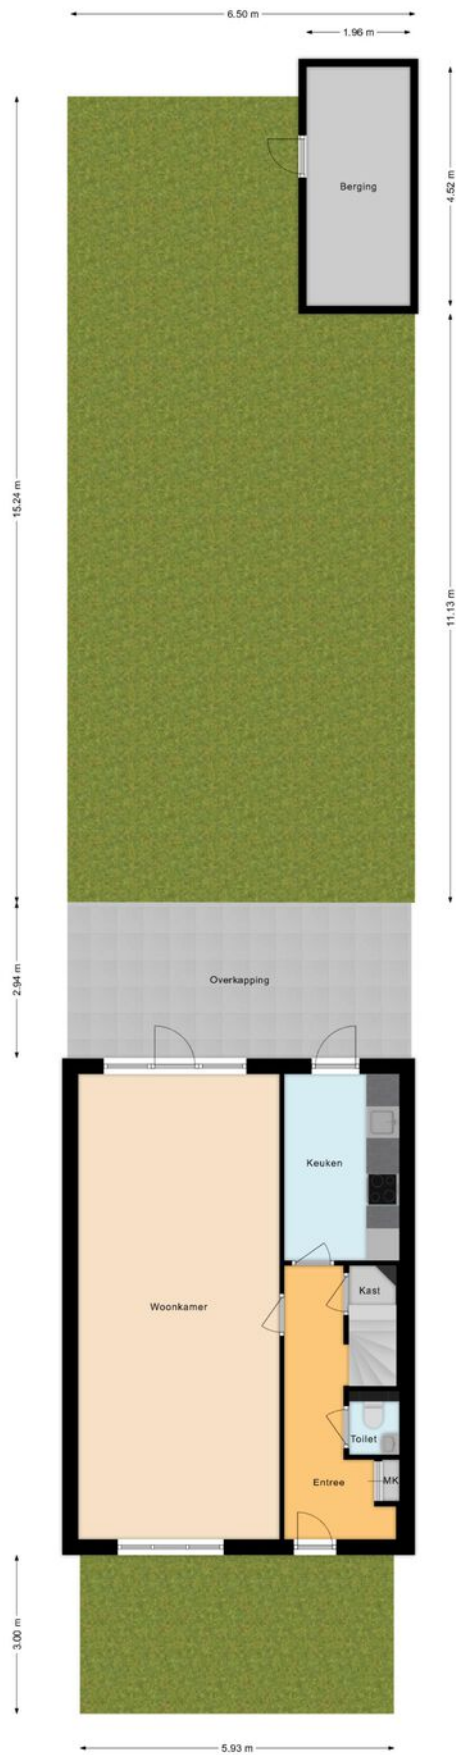 6.50 m
1.96 m
Berging
4.52 m
15.24 m
11.13 m
Overkapping
2.94 m
Keuken
Kast
Woonkamer
Toilet
Entree
MK
3.00 m
5.93 m